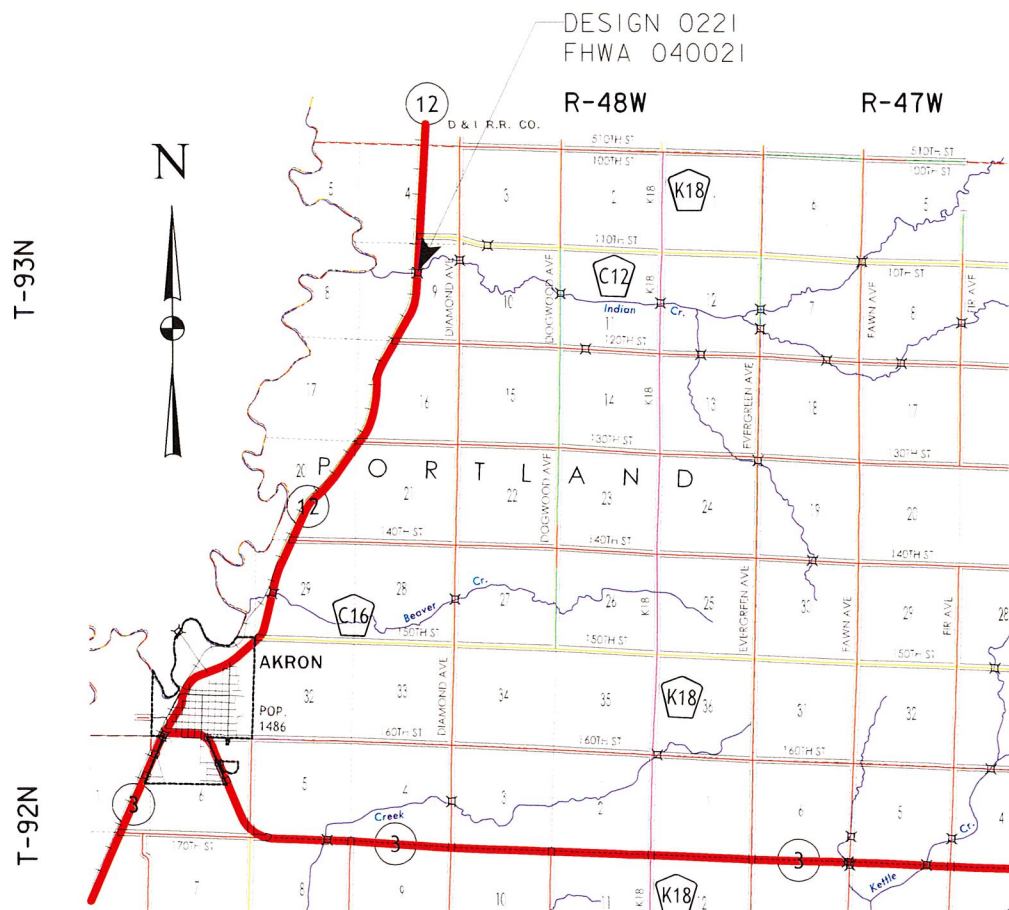 DESIGN 0221
FHWA 040021
12
R-48W
R-47W
D & I R.R. CO.
510TH ST
510TH ST
100TH ST
100TH ST
N
5
4
3
2
K18
K18
6
5
T-93N
110TH ST
8
9
DIAMOND AVE
10
DOGWOOD AVE
C12
K18
12
7
FAWN AVE
8
FIR AVE
Indian Cr.
11
120TH ST
17
16
15
14
K18
13
EVERGREEN AVE
18
17
130TH ST
130TH ST
20
PORTLAND
21
22
DOGWOOD AVE
23
24
19
20
12
140TH ST
140TH ST
140TH ST
29
28
27
26
K18
25
EVERGREEN AVE
FAWN AVE
29
FIR AVE
28
Beaver Cr.
C16
150TH ST
150TH ST
150TH ST
AKRON
POP.
1486
32
33
DIAMOND AVE
34
35
K18
36
31
32
60TH ST
160TH ST
160TH ST
T-92N
3
6
5
4
3
2
6
5
4
Creek
3
3
Cr.
170TH ST
Kettle
7
8
9
10
11
K18
K18
12